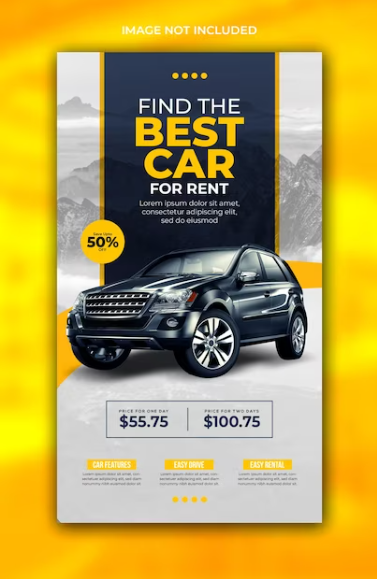 IMAGE NOT INCLUDED
FIND THE
BEST
CAR
FOR RENT
Lorem ipsum dolor sit amet,
consectetur adipiscing elit,
sed do eiusmod
50%
OFF
PRICE FOR ONE DAY
$55.75
PRICE FOR TWO DAYS
$100.75
CAR FEATURES
EASY DRIVE
EASY RENTAL